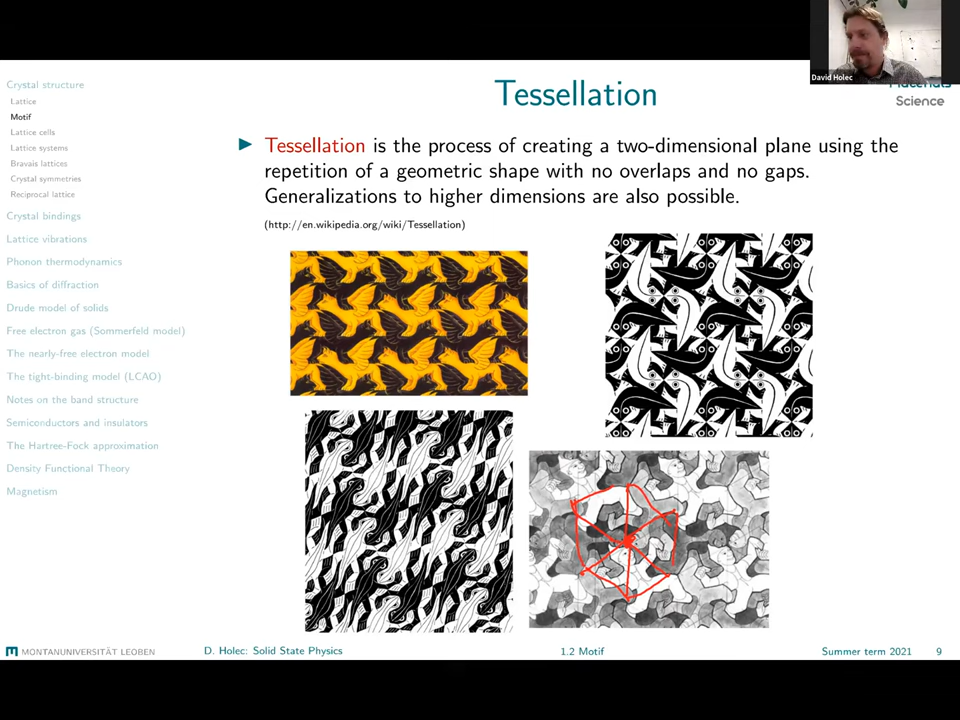 David Holec
Materials
Science
Tessellation
Crystal structure
Lattice
Motif
Lattice cells
Lattice systems
Bravais lattices
Crystal symmetries
Reciprocal lattice
Crystal bindings
Lattice vibrations
Phonon thermodynamics
Basics of diffraction
Drude model of solids
Free electron gas (Sommerfeld model)
The nearly-free electron model
The tight-binding model (LCAO)
Notes on the band structure
Semiconductors and insulators
The Hartree-Fock approximation
Density Functional Theory
Magnetism
Tessellation is the process of creating a two-dimensional plane using the
repetition of a geometric shape with no overlaps and no gaps.
Generalizations to higher dimensions are also possible.
(http://en.wikipedia.org/wiki/Tessellation)
MONTANUNIVERSITÄT LEOBEN
D. Holec: Solid State Physics
1.2 Motif
Summer term 2021
9